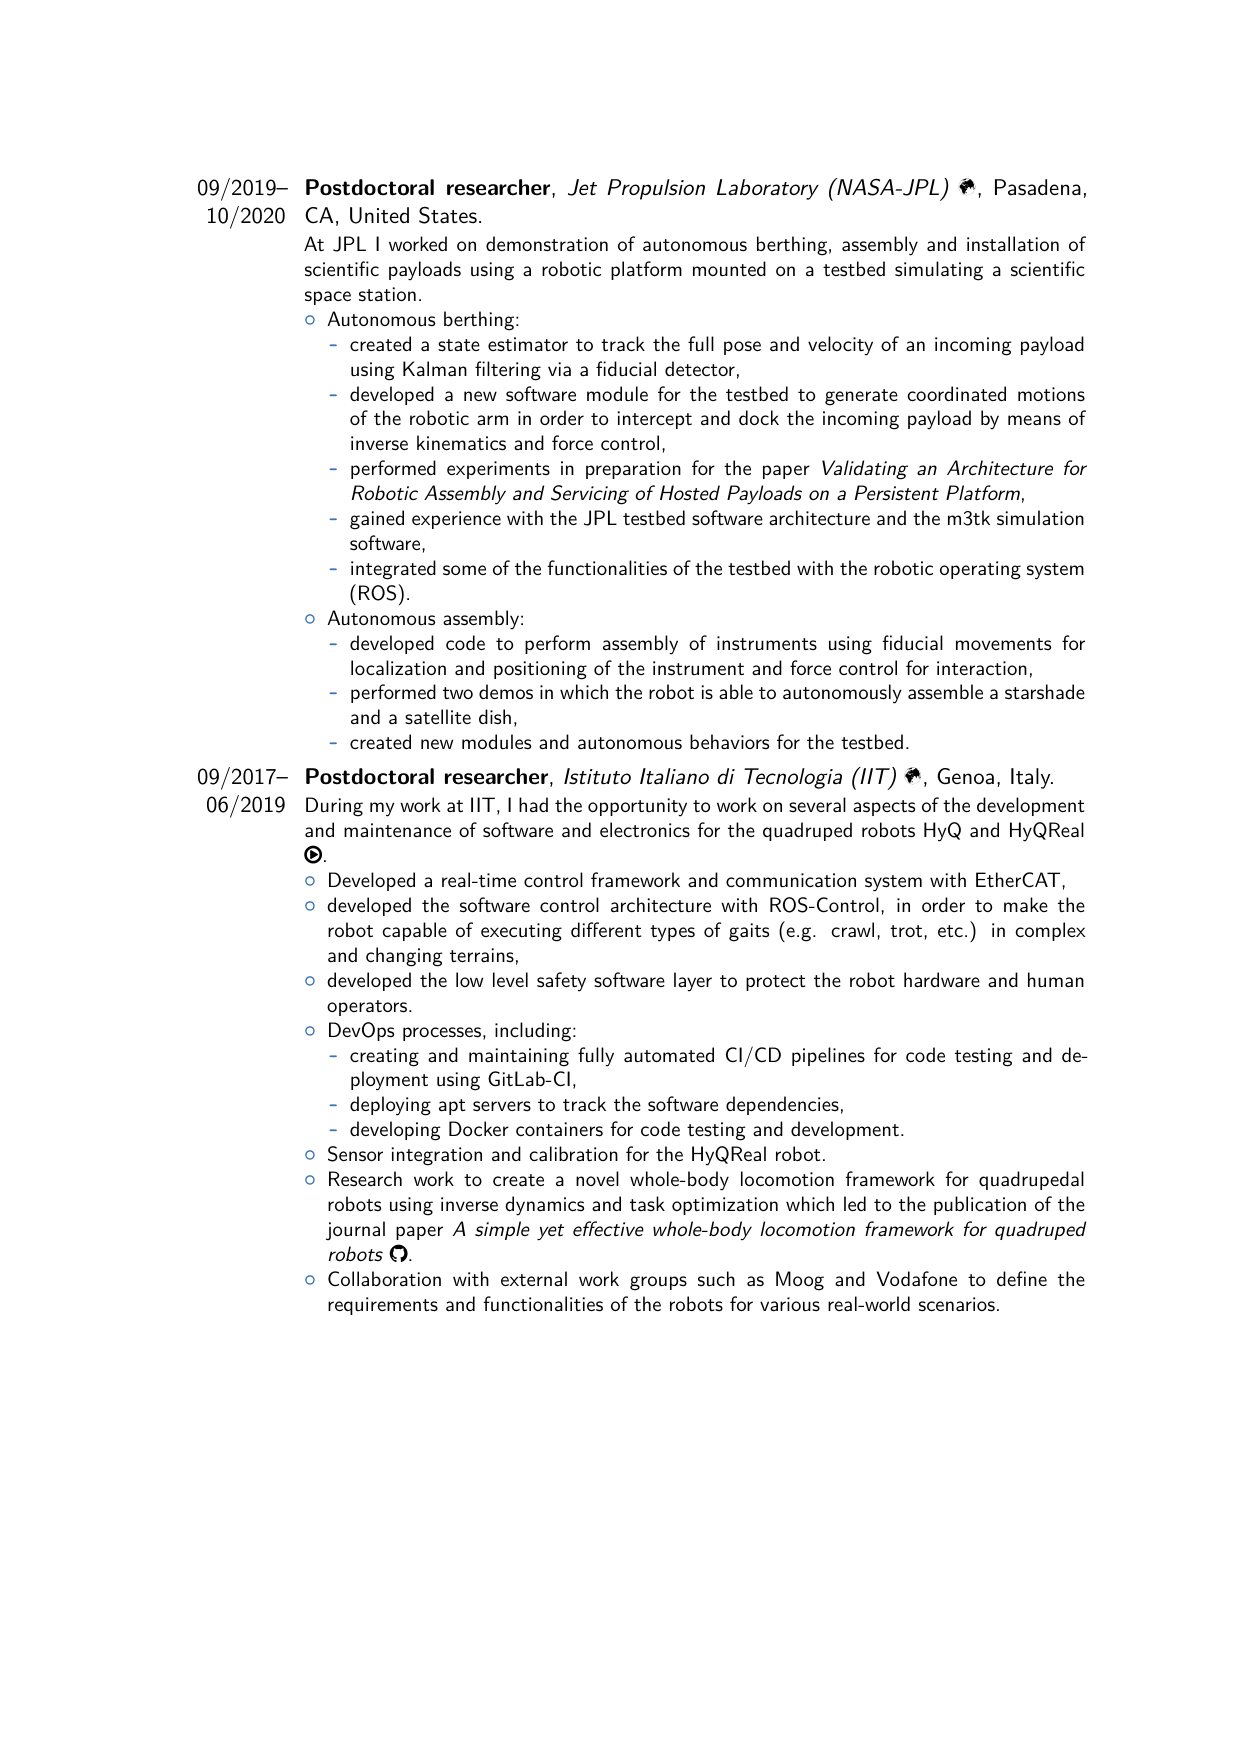 09/2019– Postdoctoral researcher, Jet Propulsion Laboratory (NASA-JPL) , Pasadena,
10/2020 CA, United States.
At JPL I worked on demonstration of autonomous berthing, assembly and installation of
scientific payloads using a robotic platform mounted on a testbed simulating a scientific
space station.
○ Autonomous berthing:
– created a state estimator to track the full pose and velocity of an incoming payload
using Kalman filtering via a fiducial detector,
– developed a new software module for the testbed to generate coordinated motions
of the robotic arm in order to intercept and dock the incoming payload by means of
inverse kinematics and force control,
– performed experiments in preparation for the paper Validating an Architecture for
Robotic Assembly and Servicing of Hosted Payloads on a Persistent Platform,
– gained experience with the JPL testbed software architecture and the m3tk simulation
software,
– integrated some of the functionalities of the testbed with the robotic operating system
(ROS).
○ Autonomous assembly:
– developed code to perform assembly of instruments using fiducial movements for
localization and positioning of the instrument and force control for interaction,
– performed two demos in which the robot is able to autonomously assemble a starshade
and a satellite dish,
– created new modules and autonomous behaviors for the testbed.
09/2017– Postdoctoral researcher, Istituto Italiano di Tecnologia (IIT) , Genoa, Italy.
06/2019 During my work at IIT, I had the opportunity to work on several aspects of the development
and maintenance of software and electronics for the quadruped robots HyQ and HyQReal
.
○ Developed a real-time control framework and communication system with EtherCAT,
○ developed the software control architecture with ROS-Control, in order to make the
robot capable of executing different types of gaits (e.g. crawl, trot, etc.) in complex
and changing terrains,
○ developed the low level safety software layer to protect the robot hardware and human
operators.
○ DevOps processes, including:
– creating and maintaining fully automated CI/CD pipelines for code testing and de-
ployment using GitLab-CI,
– deploying apt servers to track the software dependencies,
– developing Docker containers for code testing and development.
○ Sensor integration and calibration for the HyQReal robot.
○ Research work to create a novel whole-body locomotion framework for quadrupedal
robots using inverse dynamics and task optimization which led to the publication of the
journal paper A simple yet effective whole-body locomotion framework for quadruped
robots .
○ Collaboration with external work groups such as Moog and Vodafone to define the
requirements and functionalities of the robots for various real-world scenarios.